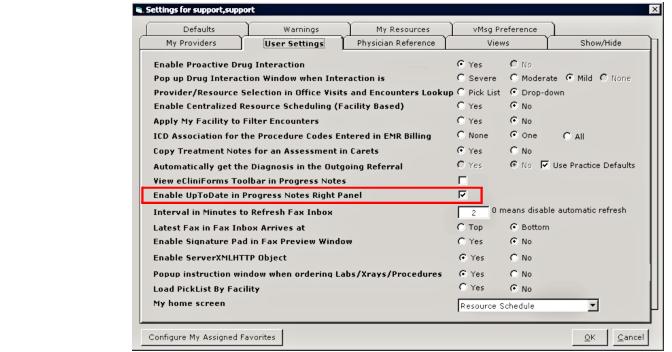 Settings for support,support
Defaults Warnings My Resources vMsg Preference
My Providers User Settings Physician Reference Views Show/Hide
Enable Proactive Drug Interaction Yes No
Pop up Drug Interaction Window when Interaction is Severe Moderate Mild None
Provider/Resource Selection in Office Visits and Encounters Lookup Pick List Drop-down
Enable Centralized Resource Scheduling (Facility Based) Yes No
Apply My Facility to Filter Encounters Yes No
ICD Association for the Procedure Codes Entered in EMR Billing None One All
Copy Treatment Notes for an Assessment in Carets Yes No
Automatically get the Diagnosis in the Outgoing Referral Yes No Use Practice Defaults
View eCliniForms Toolbar in Progress Notes
Enable UpToDate in Progress Notes Right Panel
Interval in Minutes to Refresh Fax Inbox 2 0 means disable automatic refresh
Latest Fax in Fax Inbox Arrives at Top Bottom
Enable Signature Pad in Fax Preview Window Yes No
Enable ServerXMLHTTP Object Yes No
Popup instruction window when ordering Labs/Xrays/Procedures Yes No
Load PickList By Facility Yes No
My home screen Resource Schedule
Configure My Assigned Favorites OK Cancel